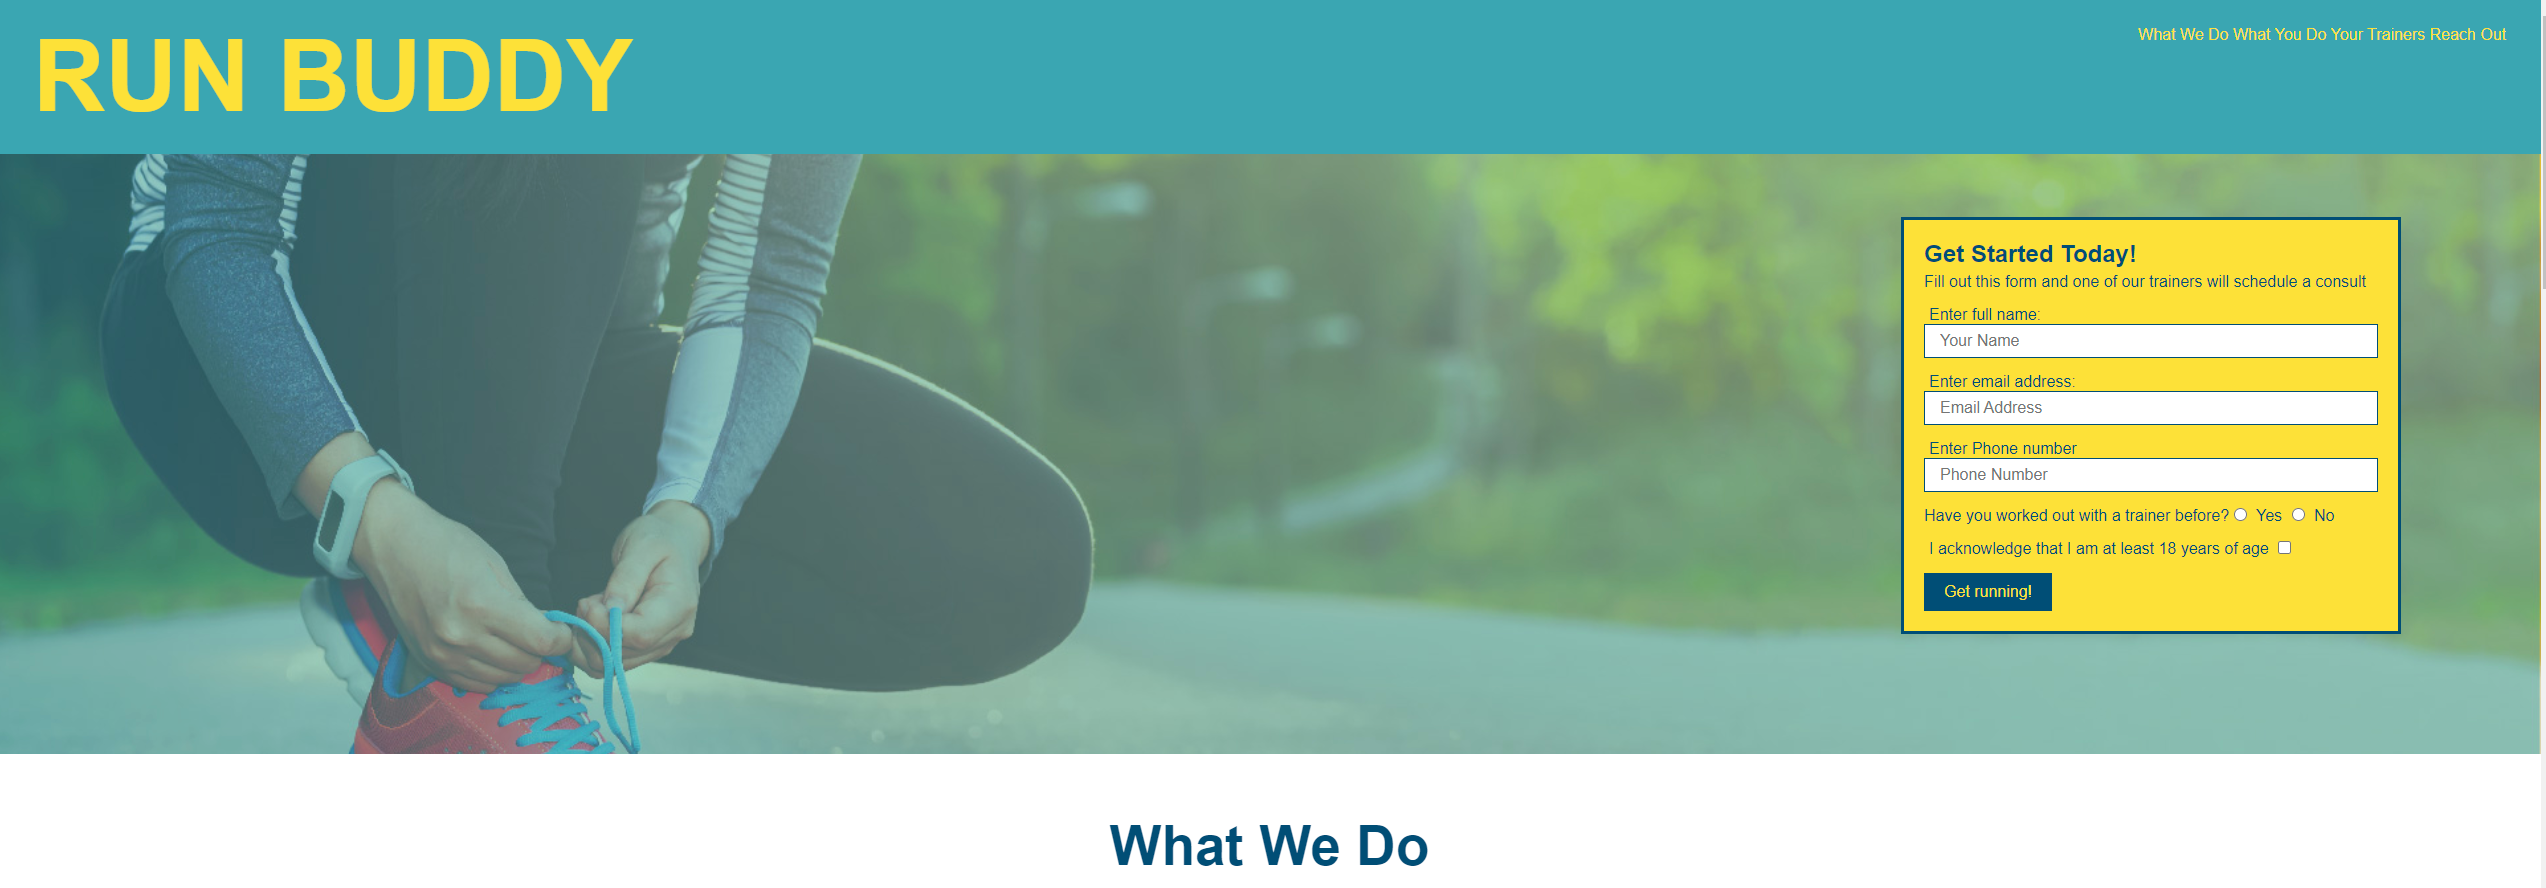 RUN BUDDY
What We Do What You Do Your Trainers Reach Out
Get Started Today!
Fill out this form and one of our trainers will schedule a consult
Enter full name:
Your Name
Enter email address:
Email Address
Enter Phone number
Phone Number
Have you worked out with a trainer before? Yes No
I acknowledge that I am at least 18 years of age
Get running!
What We Do